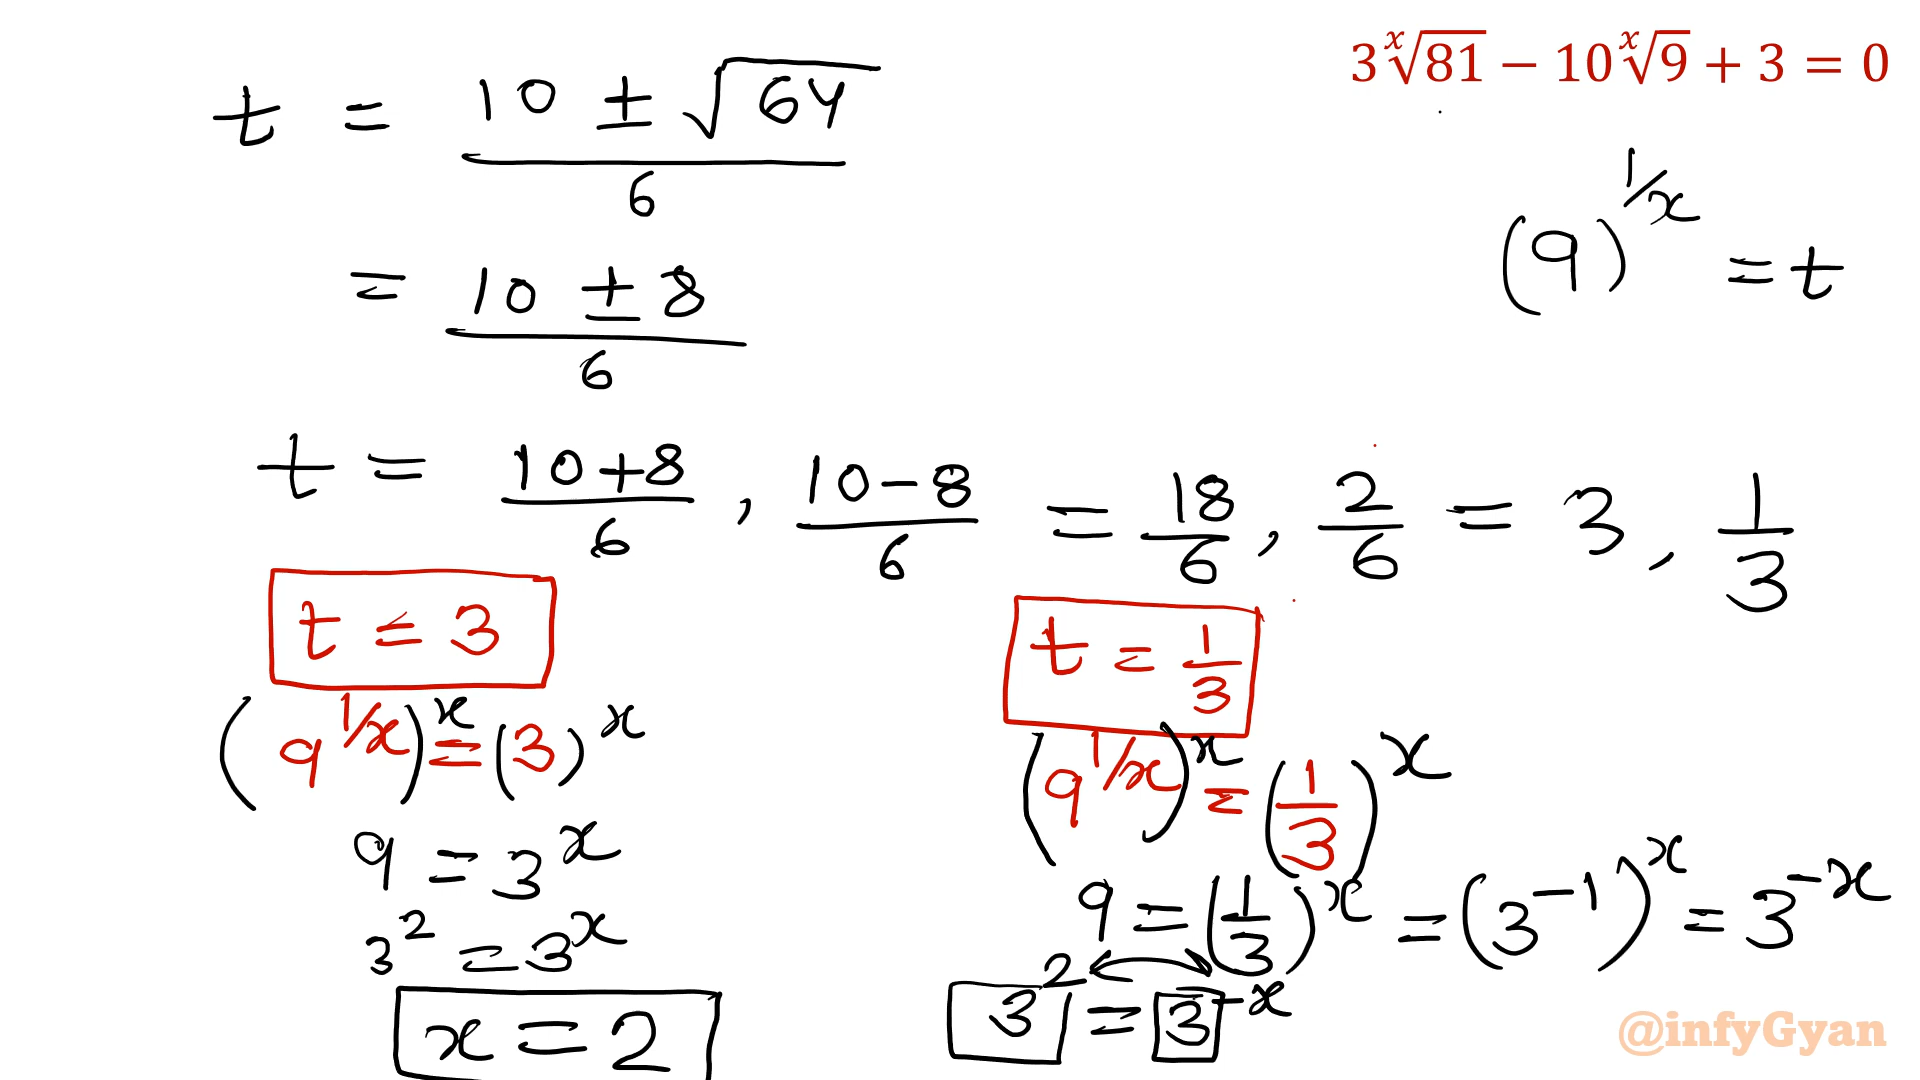 3 ˣ√81 − 10 ˣ√9 + 3 = 0
t = (10 ± √64)/6
(9)^(1/x) = t
= (10 ± 8)/6
t = (10+8)/6 , (10−8)/6 = 18/6 , 2/6 = 3 , 1/3
t = 3
(9^(1/x))^x = (3)^x
9 = 3^x
3^2 = 3^x
x = 2
t = 1/3
(9^(1/x))^x = (1/3)^x
9 = (1/3)^x = (3^−1)^x = 3^−x
3^2 = 3^−x
@infyGyan